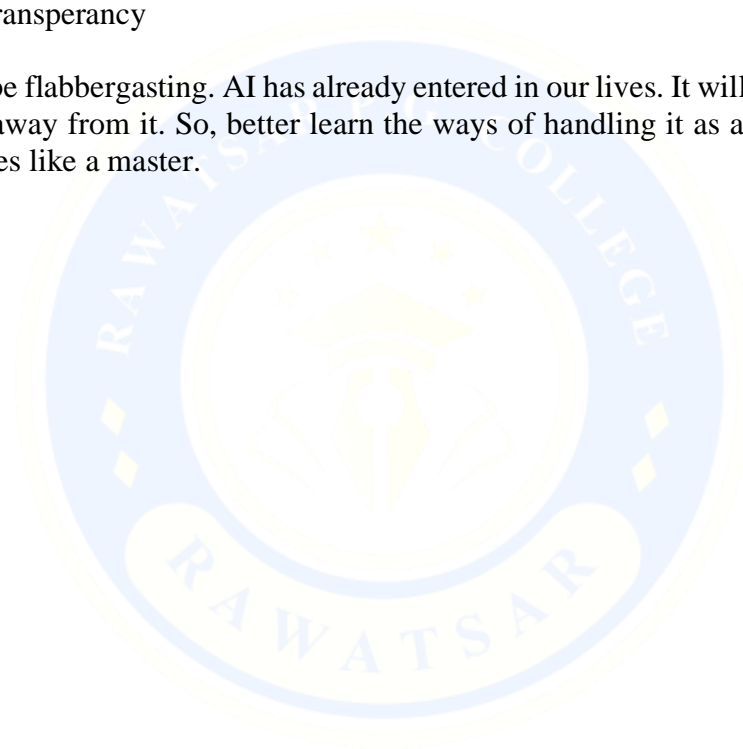 ransperancy
be flabbergasting. AI has already entered in our lives. It will
away from it. So, better learn the ways of handling it as a
es like a master.
RAWATSAR P.G. COLLEGE
RAWATSAR